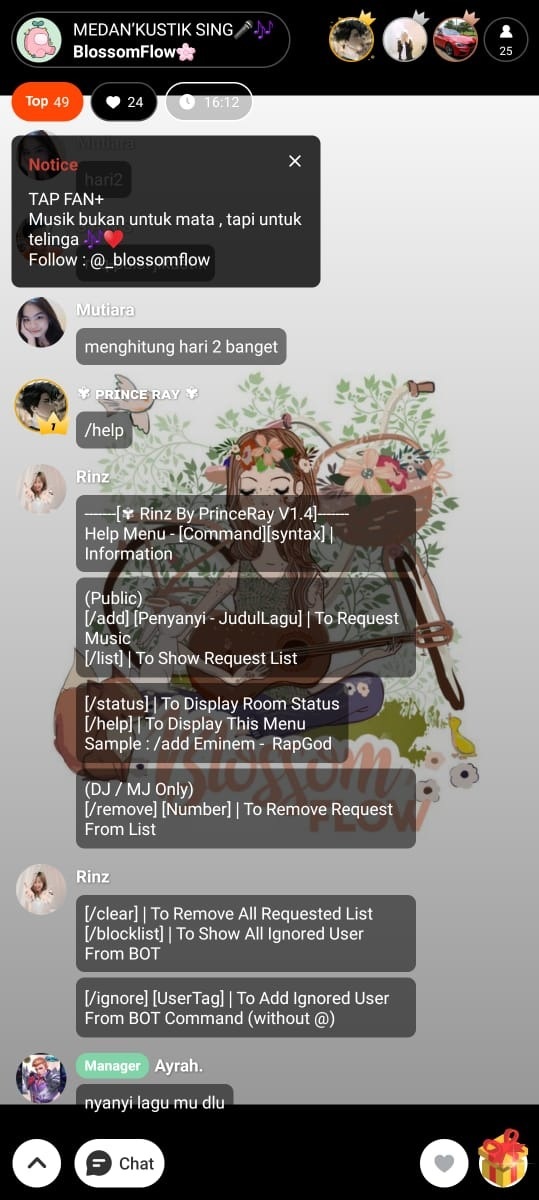 MEDAN'KUSTIK SING🎤🎶
BlossomFlow🌸
25
Top 49
24
16:12
Mutiara
hari2
Notice
TAP FAN+
Musik bukan untuk mata , tapi untuk
telinga 🎶❤️
Follow : @_blossomflow
Mutiara
menghitung hari 2 banget
✾ ᴘʀɪɴᴄᴇ ʀᴀʏ ✾
1
/help
Rinz
-------[✾ Rinz By PrinceRay V1.4]-------
Help Menu - [Command][syntax] |
Information
(Public)
[/add] [Penyanyi - JudulLagu] | To Request
Music
[/list] | To Show Request List
[/status] | To Display Room Status
[/help] | To Display This Menu
Sample : /add Eminem -  RapGod
Blossom
FLOW
(DJ / MJ Only)
[/remove] [Number] | To Remove Request
From List
Rinz
[/clear] | To Remove All Requested List
[/blocklist] | To Show All Ignored User
From BOT
[/ignore] [UserTag] | To Add Ignored User
From BOT Command (without @)
Manager Ayrah.
nyanyi lagu mu dlu
Chat